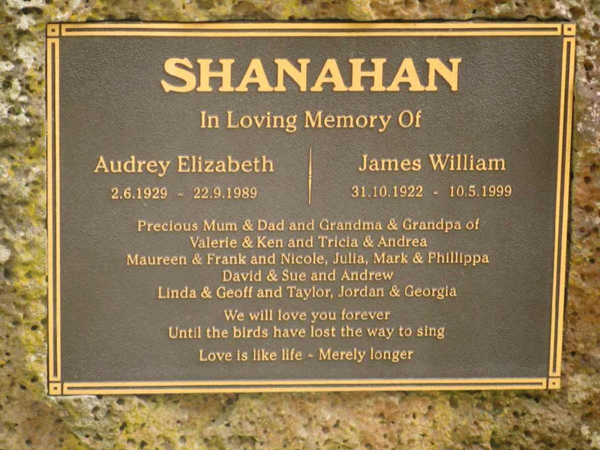 SHANAHAN
In Loving Memory Of
Audrey Elizabeth
2.6.1929 - 22.9.1989
James William
31.10.1922 - 10.5.1999
Precious Mum & Dad and Grandma & Grandpa of
Valerie & Ken and Tricia & Andrea
Maureen & Frank and Nicole, Julia, Mark & Phillippa
David & Sue and Andrew
Linda & Geoff and Taylor, Jordan & Georgia
We will love you forever
Until the birds have lost the way to sing
Love is like life - Merely longer